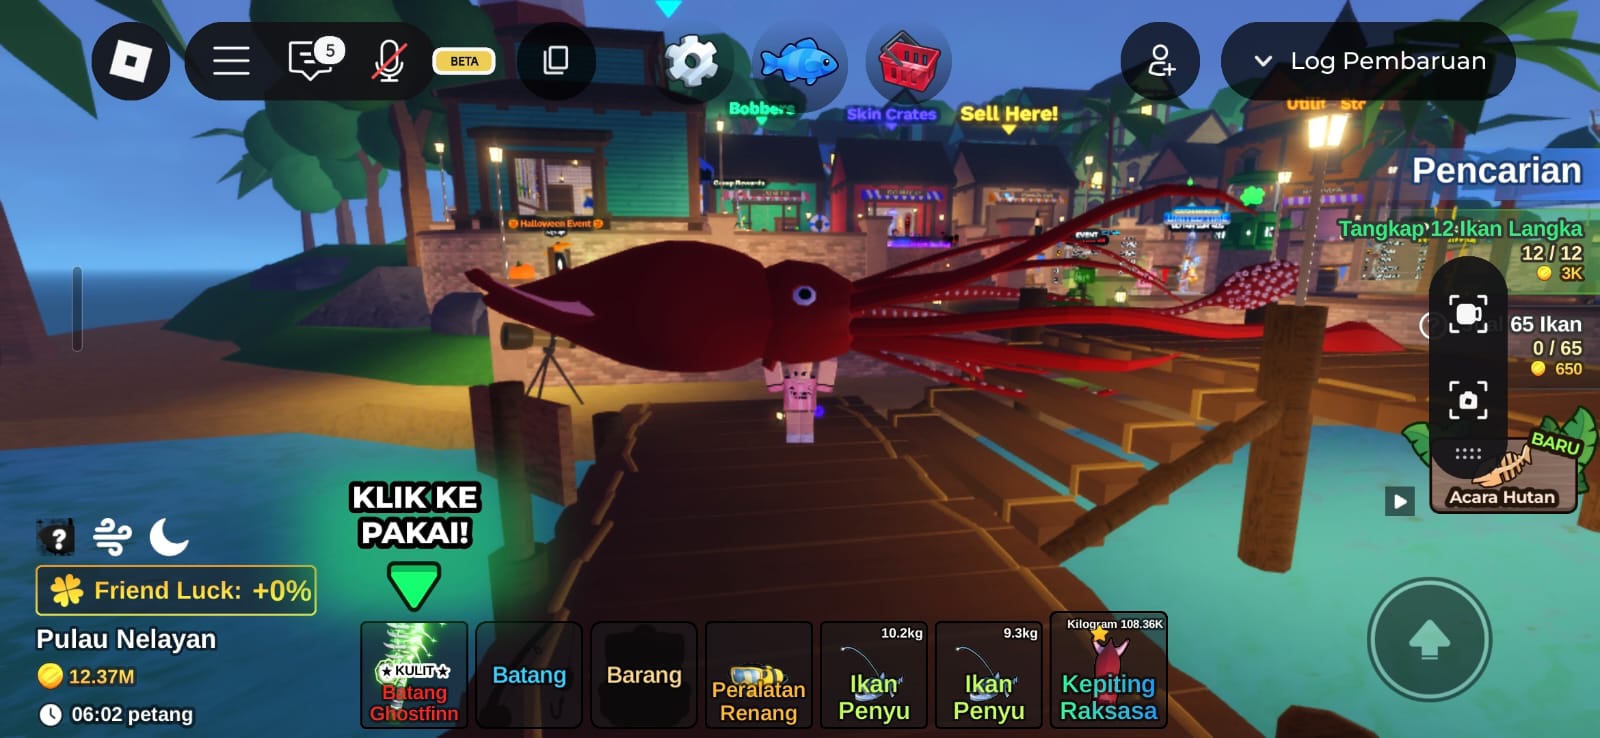 5
BETA
Log Pembaruan
Bobbers
Skin Crates
Sell Here!
Group Rewards
Halloween Event
EVENT
Pencarian
Tangkap 12 Ikan Langka
12 / 12
3K
65 Ikan
0 / 65
650
BARU
Acara Hutan
KLIK KE
PAKAI!
?
Friend Luck: +0%
Pulau Nelayan
12.37M
06:02 petang
★ KULIT ★
Batang
Ghostfinn
Batang
Barang
Peralatan
Renang
10.2kg
Ikan
Penyu
9.3kg
Ikan
Penyu
Kilogram 108.36K
Kepiting
Raksasa